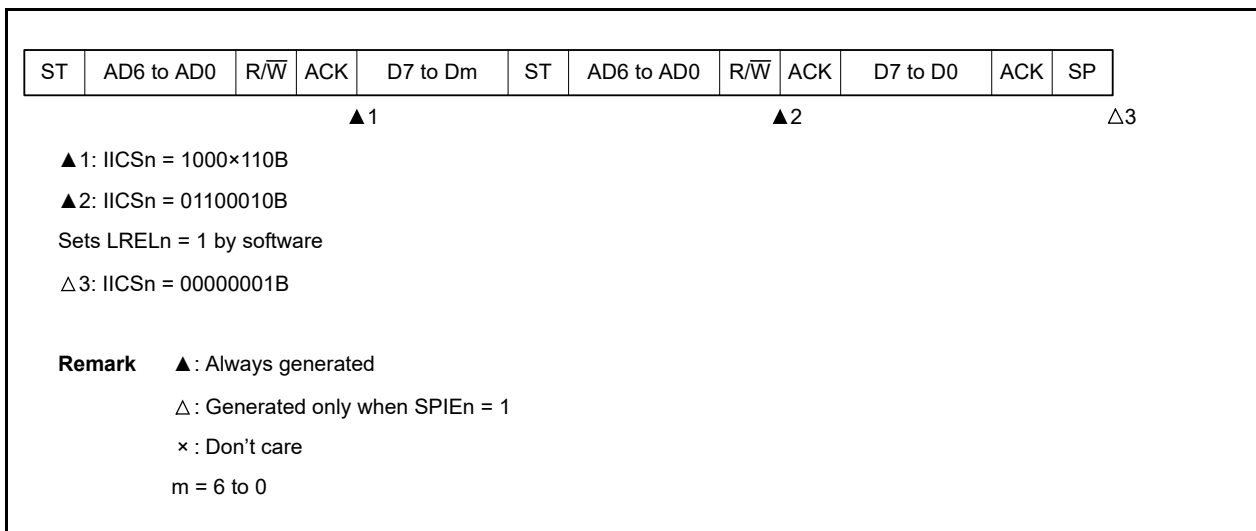 ST AD6 to AD0 R/W̅ ACK D7 to Dm ST AD6 to AD0 R/W̅ ACK D7 to D0 ACK SP
▲1 ▲2 △3
▲1: IICSn = 1000×110B
▲2: IICSn = 01100010B
Sets LRELn = 1 by software
△3: IICSn = 00000001B
Remark ▲: Always generated
△: Generated only when SPIEn = 1
× : Don't care
m = 6 to 0